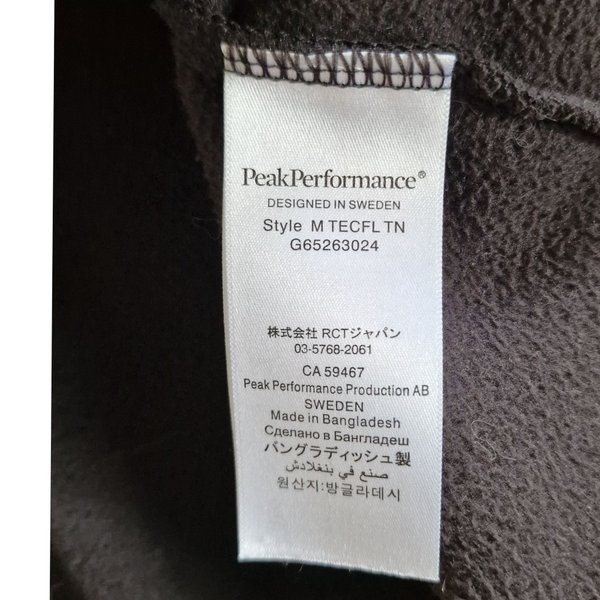 PeakPerformance®
DESIGNED IN SWEDEN
Style M TECFL TN
G65263024
株式会社 RCTジャパン
03-5768-2061
CA 59467
Peak Performance Production AB
SWEDEN
Made in Bangladesh
Сделано в Бангладеш
バングラディッシュ製
صنع في بنغلادش
원산지:방글라데시